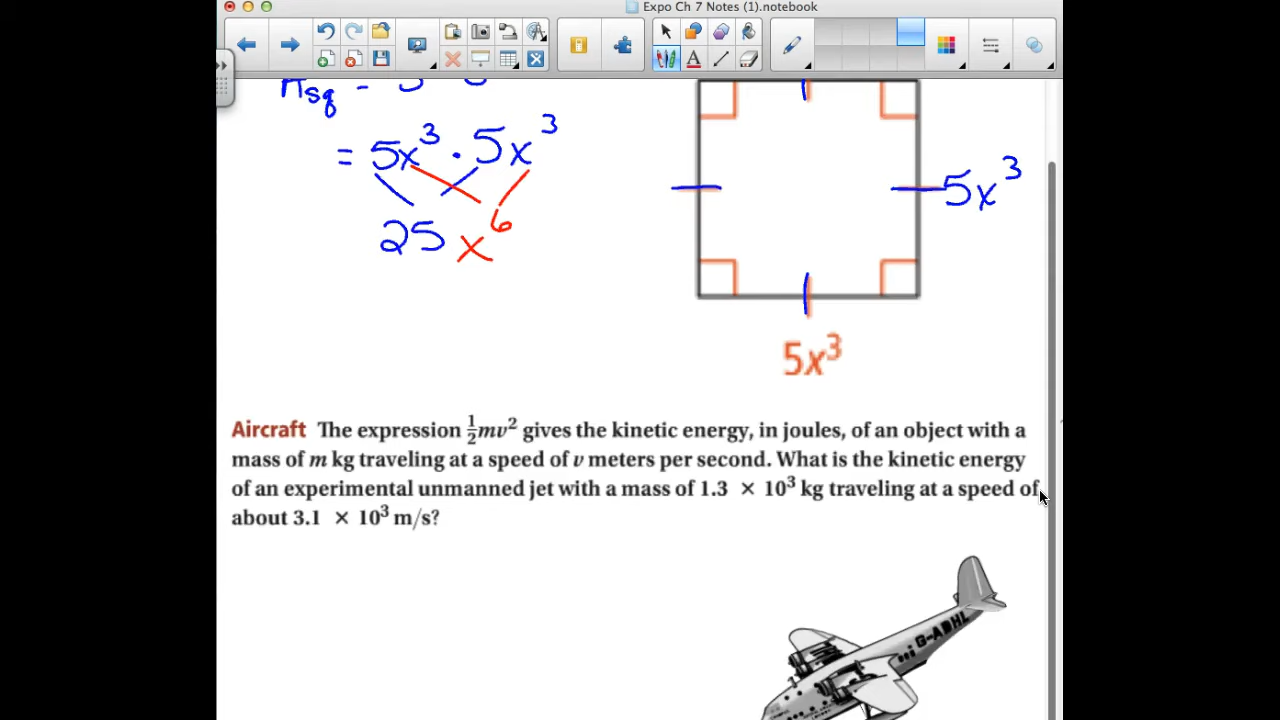 Expo Ch 7 Notes (1).notebook
= 5x³ · 5x³
5x³
25x⁶
5x³
Aircraft The expression ½mv² gives the kinetic energy, in joules, of an object with a
mass of m kg traveling at a speed of v meters per second. What is the kinetic energy
of an experimental unmanned jet with a mass of 1.3 × 10³ kg traveling at a speed of
about 3.1 × 10³ m/s?
G-ADHL